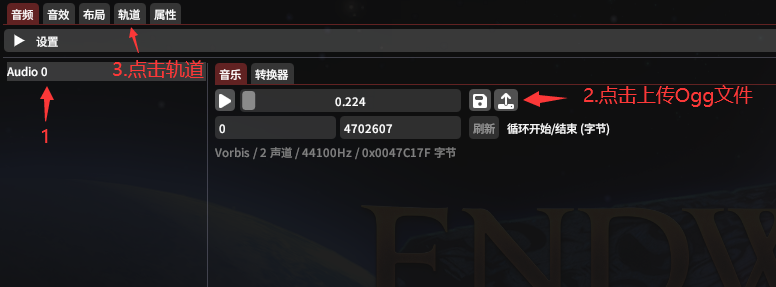 音频 音效 布局 轨道 属性
设置
Audio 0
3.点击轨道
音乐 转换器
0.224
2.点击上传Ogg文件
1
0 4702607 刷新 循环开始/结束 (字节)
Vorbis / 2 声道 / 44100Hz / 0x0047C17F 字节
ENDW